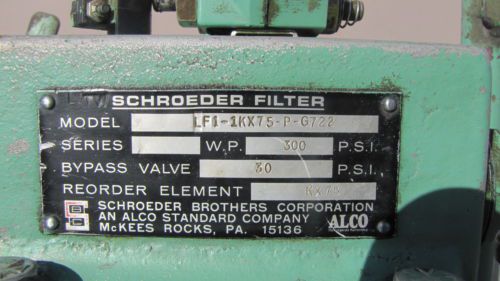 SCHROEDER FILTER
MODEL LF1-1KX75-P-G722
SERIES W.P. 300 P.S.I.
BYPASS VALVE 30 P.S.I.
REORDER ELEMENT KX75
SCHROEDER BROTHERS CORPORATION
AN ALCO STANDARD COMPANY ALCO
McKEES ROCKS, PA. 15136